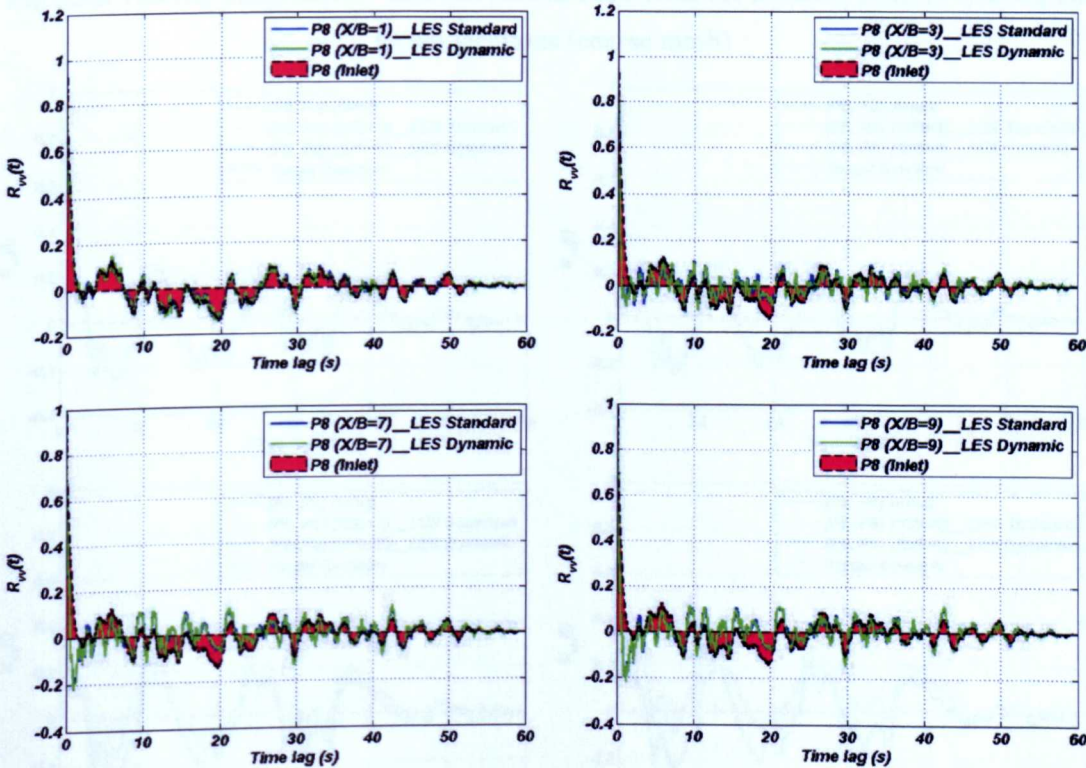 1.2
1
0.8
0.6
0.4
0.2
0
-0.2
R_vv(t)
P8 (X/B=1)__LES Standard
P8 (X/B=1)__LES Dynamic
P8 (Inlet)
0 10 20 30 40 50 60
Time lag (s)
1.2
1
0.8
0.6
0.4
0.2
0
-0.2
R_vv(t)
P8 (X/B=3)__LES Standard
P8 (X/B=3)__LES Dynamic
P8 (Inlet)
0 10 20 30 40 50 60
Time lag (s)
1
0.8
0.6
0.4
0.2
0
-0.2
-0.4
R_vv(t)
P8 (X/B=7)__LES Standard
P8 (X/B=7)__LES Dynamic
P8 (Inlet)
0 10 20 30 40 50 60
Time lag (s)
1
0.8
0.6
0.4
0.2
0
-0.2
-0.4
R_vv(t)
P8 (X/B=9)__LES Standard
P8 (X/B=9)__LES Dynamic
P8 (Inlet)
0 10 20 30 40 50 60
Time lag (s)